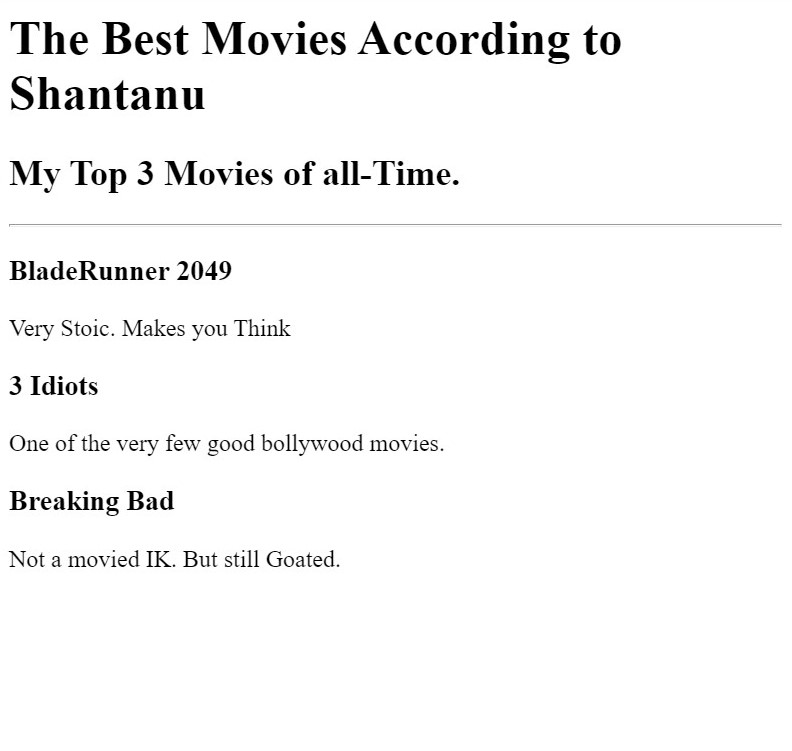 The Best Movies According to
Shantanu
My Top 3 Movies of all-Time.
BladeRunner 2049
Very Stoic. Makes you Think
3 Idiots
One of the very few good bollywood movies.
Breaking Bad
Not a movied IK. But still Goated.